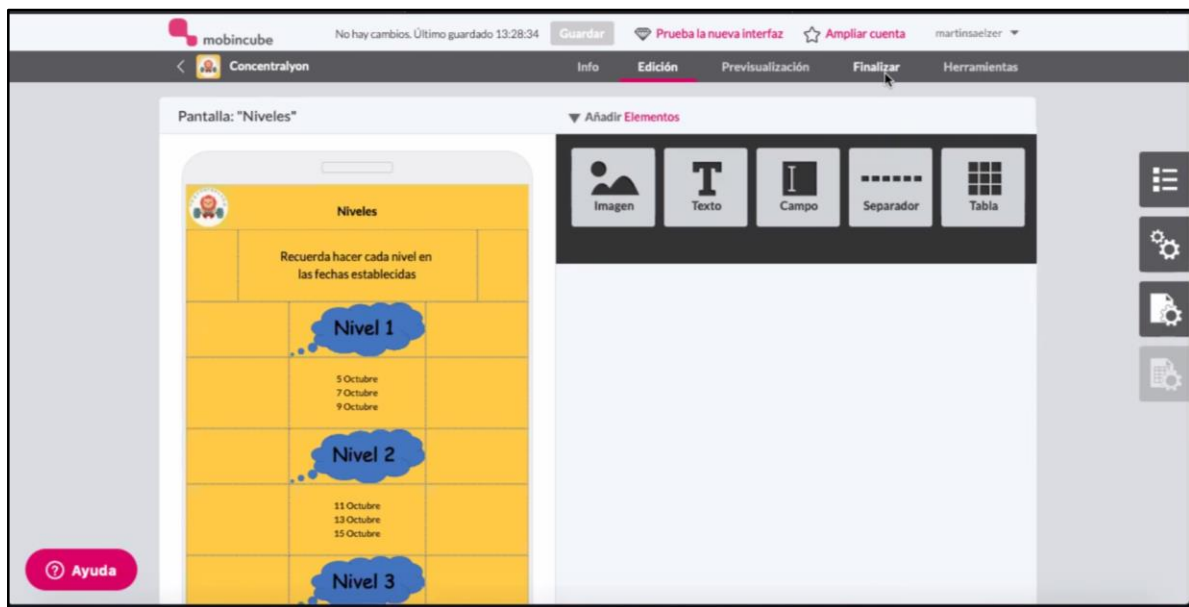 mobincube
No hay cambios. Último guardado 13:28:34
Guardar
Prueba la nueva interfaz
Ampliar cuenta
martinsaelzer
Concentralyon
Info
Edición
Previsualización
Finalizar
Herramientas
Pantalla: "Niveles"
Añadir Elementos
Imagen
Texto
Campo
Separador
Tabla
Niveles
Recuerda hacer cada nivel en
las fechas establecidas
Nivel 1
5 Octubre
7 Octubre
9 Octubre
Nivel 2
11 Octubre
13 Octubre
15 Octubre
Nivel 3
Ayuda